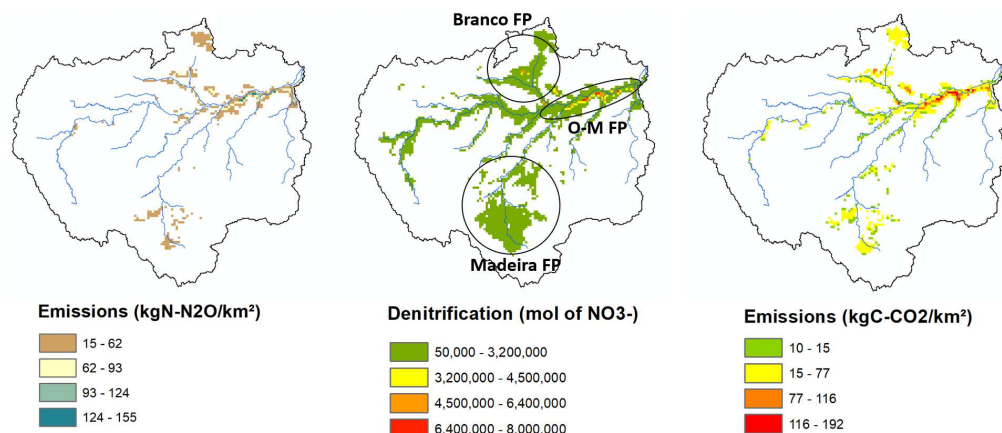 Branco FP
O-M FP
Madeira FP
Emissions (kgN-N2O/km²)
15 - 62
62 - 93
93 - 124
124 - 155
Denitrification (mol of NO3-)
50,000 - 3,200,000
3,200,000 - 4,500,000
4,500,000 - 6,400,000
6,400,000 - 8,000,000
Emissions (kgC-CO2/km²)
10 - 15
15 - 77
77 - 116
116 - 192